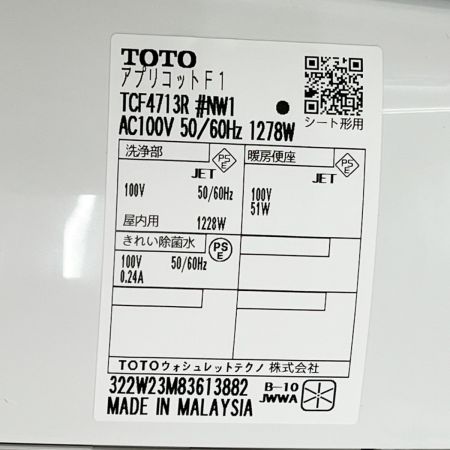 TOTO
アプリコットF1
TCF4713R #NW1
AC100V 50/60Hz 1278W
シート形用
洗浄部
PS
E
JET
100V 50/60Hz
屋内用 1228W
暖房便座
PS
E
JET
100V
51W
きれい除菌水
PS
E
100V 50/60Hz
0.24A
TOTOウォシュレットテクノ 株式会社
322W23M83613882
MADE IN MALAYSIA
B-10
JWWA